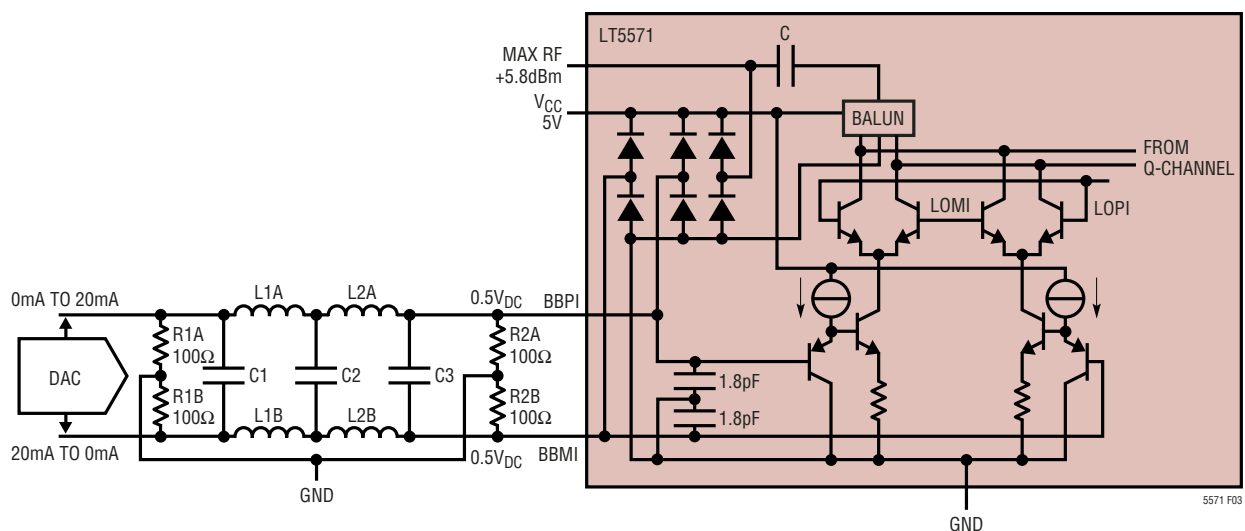 LT5571
C
MAX RF
+5.8dBm
VCC
5V
BALUN
FROM
Q-CHANNEL
LOMI
LOPI
0mA TO 20mA
L1A
L2A
0.5VDC
BBPI
R1A
100Ω
R2A
100Ω
DAC
C1
C2
C3
1.8pF
R1B
100Ω
R2B
100Ω
1.8pF
L1B
L2B
20mA TO 0mA
0.5VDC
BBMI
GND
GND
5571 F03